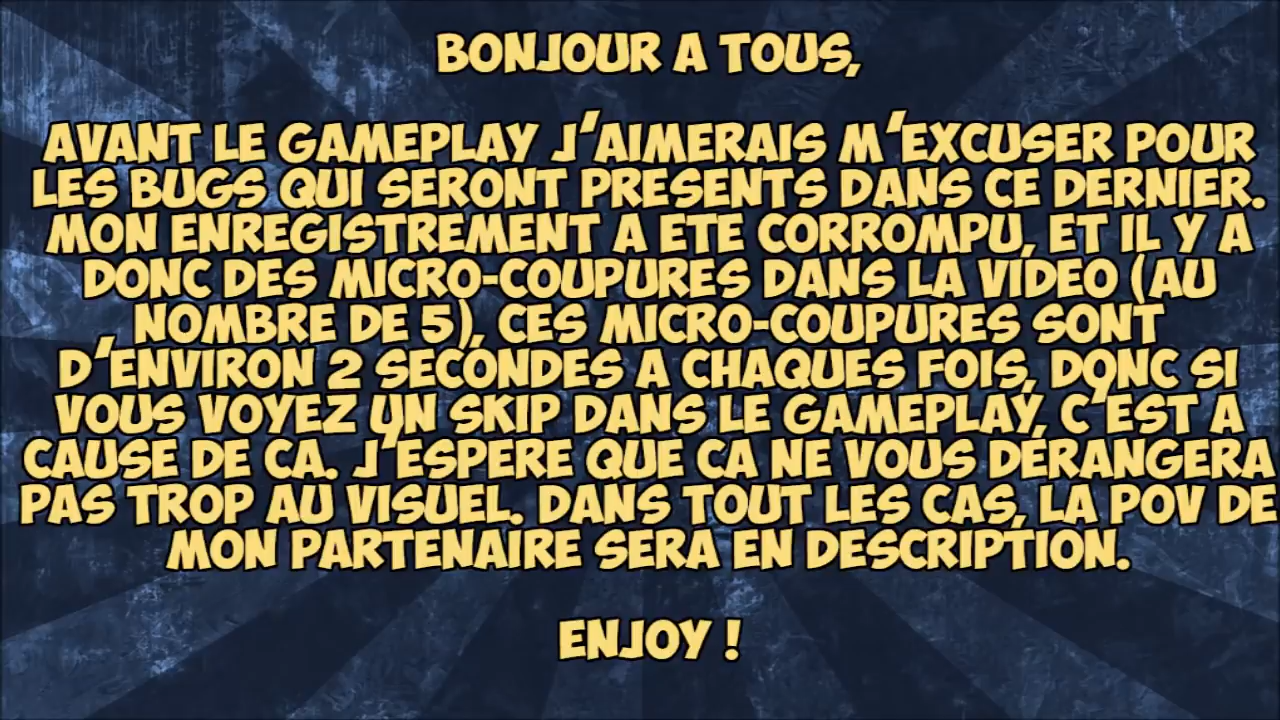 BONJOUR A TOUS,
AVANT LE GAMEPLAY J'AIMERAIS M'EXCUSER POUR
LES BUGS QUI SERONT PRESENTS DANS CE DERNIER.
MON ENREGISTREMENT A ETE CORROMPU, ET IL Y A
DONC DES MICRO-COUPURES DANS LA VIDEO (AU
NOMBRE DE 5), CES MICRO-COUPURES SONT
D'ENVIRON 2 SECONDES A CHAQUES FOIS, DONC SI
VOUS VOYEZ UN SKIP DANS LE GAMEPLAY, C'EST A
CAUSE DE CA. J'ESPERE QUE CA NE VOUS DERANGERA
PAS TROP AU VISUEL. DANS TOUT LES CAS, LA POV DE
MON PARTENAIRE SERA EN DESCRIPTION.
ENJOY !